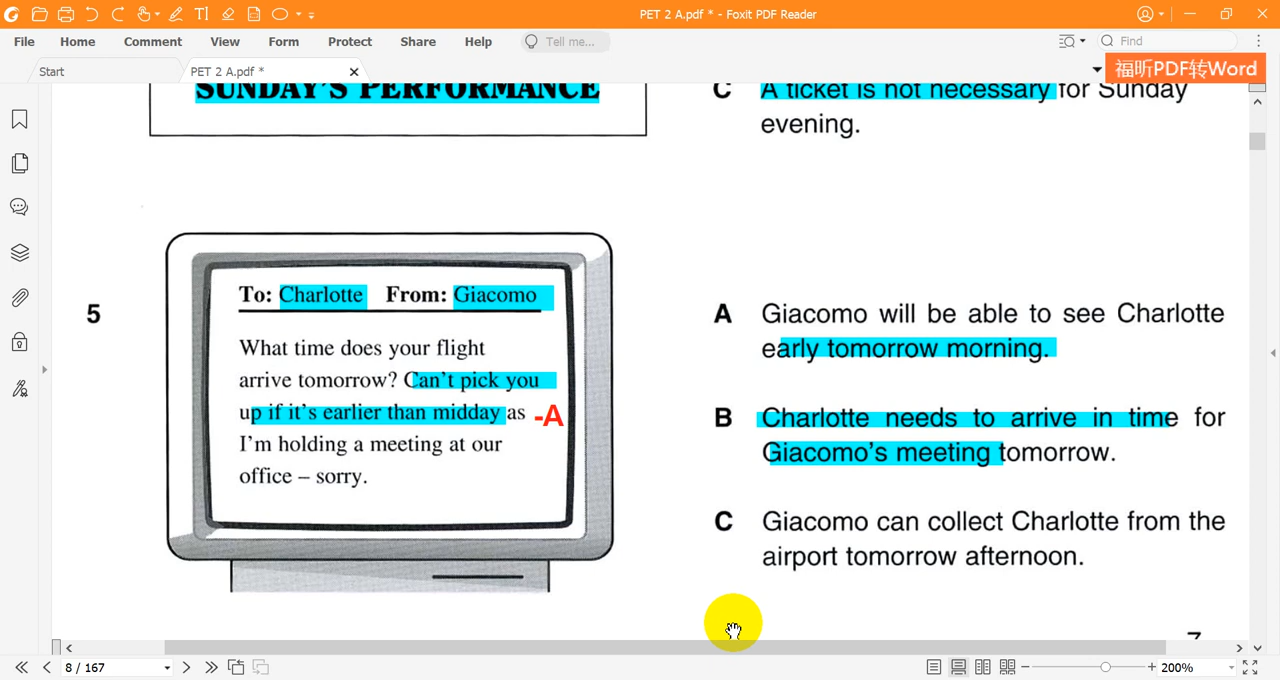 PET 2 A.pdf * - Foxit PDF Reader
File Home Comment View Form Protect Share Help Tell me... Find
Start PET 2 A.pdf * 福昕PDF转Word
SUNDAY'S PERFORMANCE
C A ticket is not necessary for Sunday
evening.
5
To: Charlotte From: Giacomo
What time does your flight
arrive tomorrow? Can't pick you
up if it's earlier than midday as -A
I'm holding a meeting at our
office – sorry.
A Giacomo will be able to see Charlotte
early tomorrow morning.
B Charlotte needs to arrive in time for
Giacomo's meeting tomorrow.
C Giacomo can collect Charlotte from the
airport tomorrow afternoon.
7
8 / 167 200%